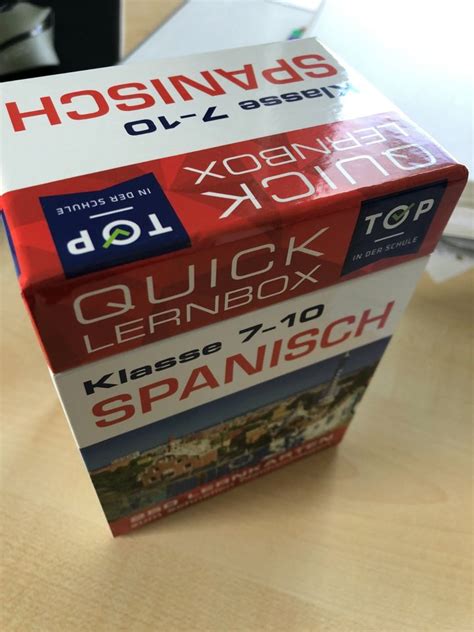 SPANISCH
Klasse 7-10
QUICK
LERNBOX
TOP
IN DER SCHULE
QUICK
LERNBOX
TOP
IN DER SCHULE
Klasse 7-10
SPANISCH
LERNKARTEN